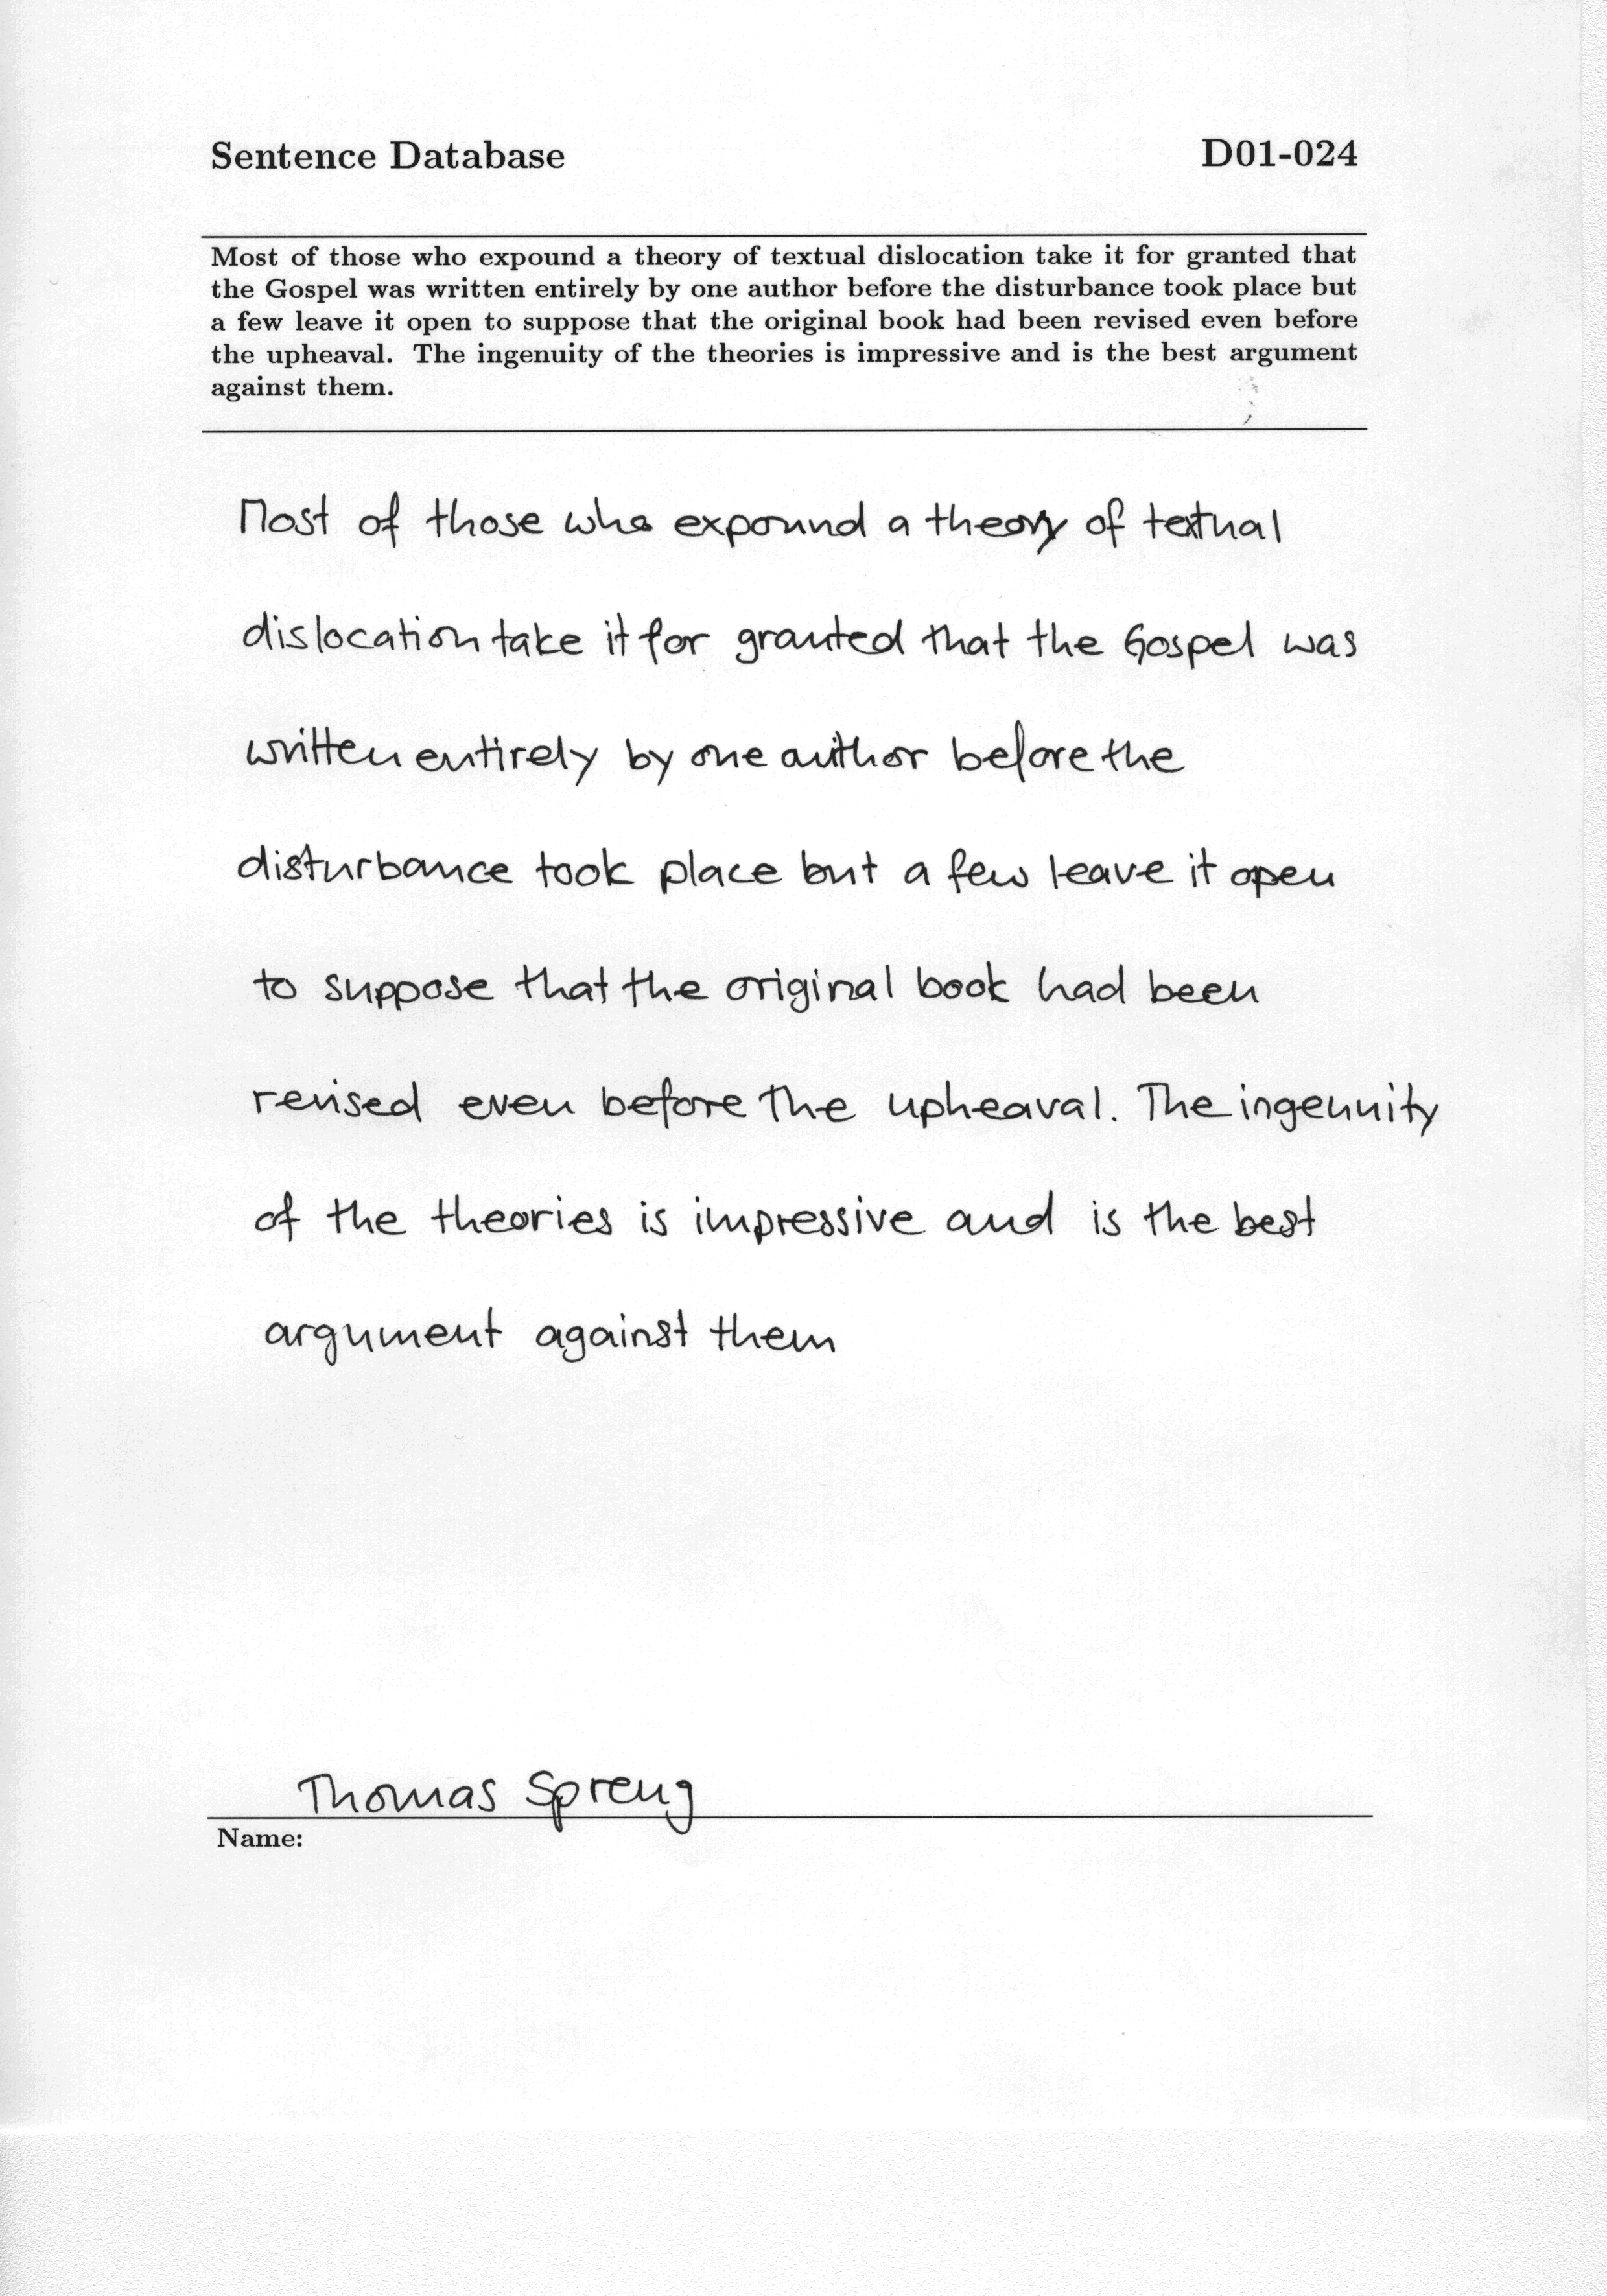 Sentence Database D01-024
Most of those who expound a theory of textual dislocation take it for granted that
the Gospel was written entirely by one author before the disturbance took place but
a few leave it open to suppose that the original book had been revised even before
the upheaval. The ingenuity of the theories is impressive and is the best argument
against them.
Most of those who expound a theory of textual
dislocation take it for granted that the Gospel was
written entirely by one author before the
disturbance took place but a few leave it open
to suppose that the original book had been
revised even before the upheaval. The ingenuity
of the theories is impressive and is the best
argument against them
Thomas Spreng
Name: